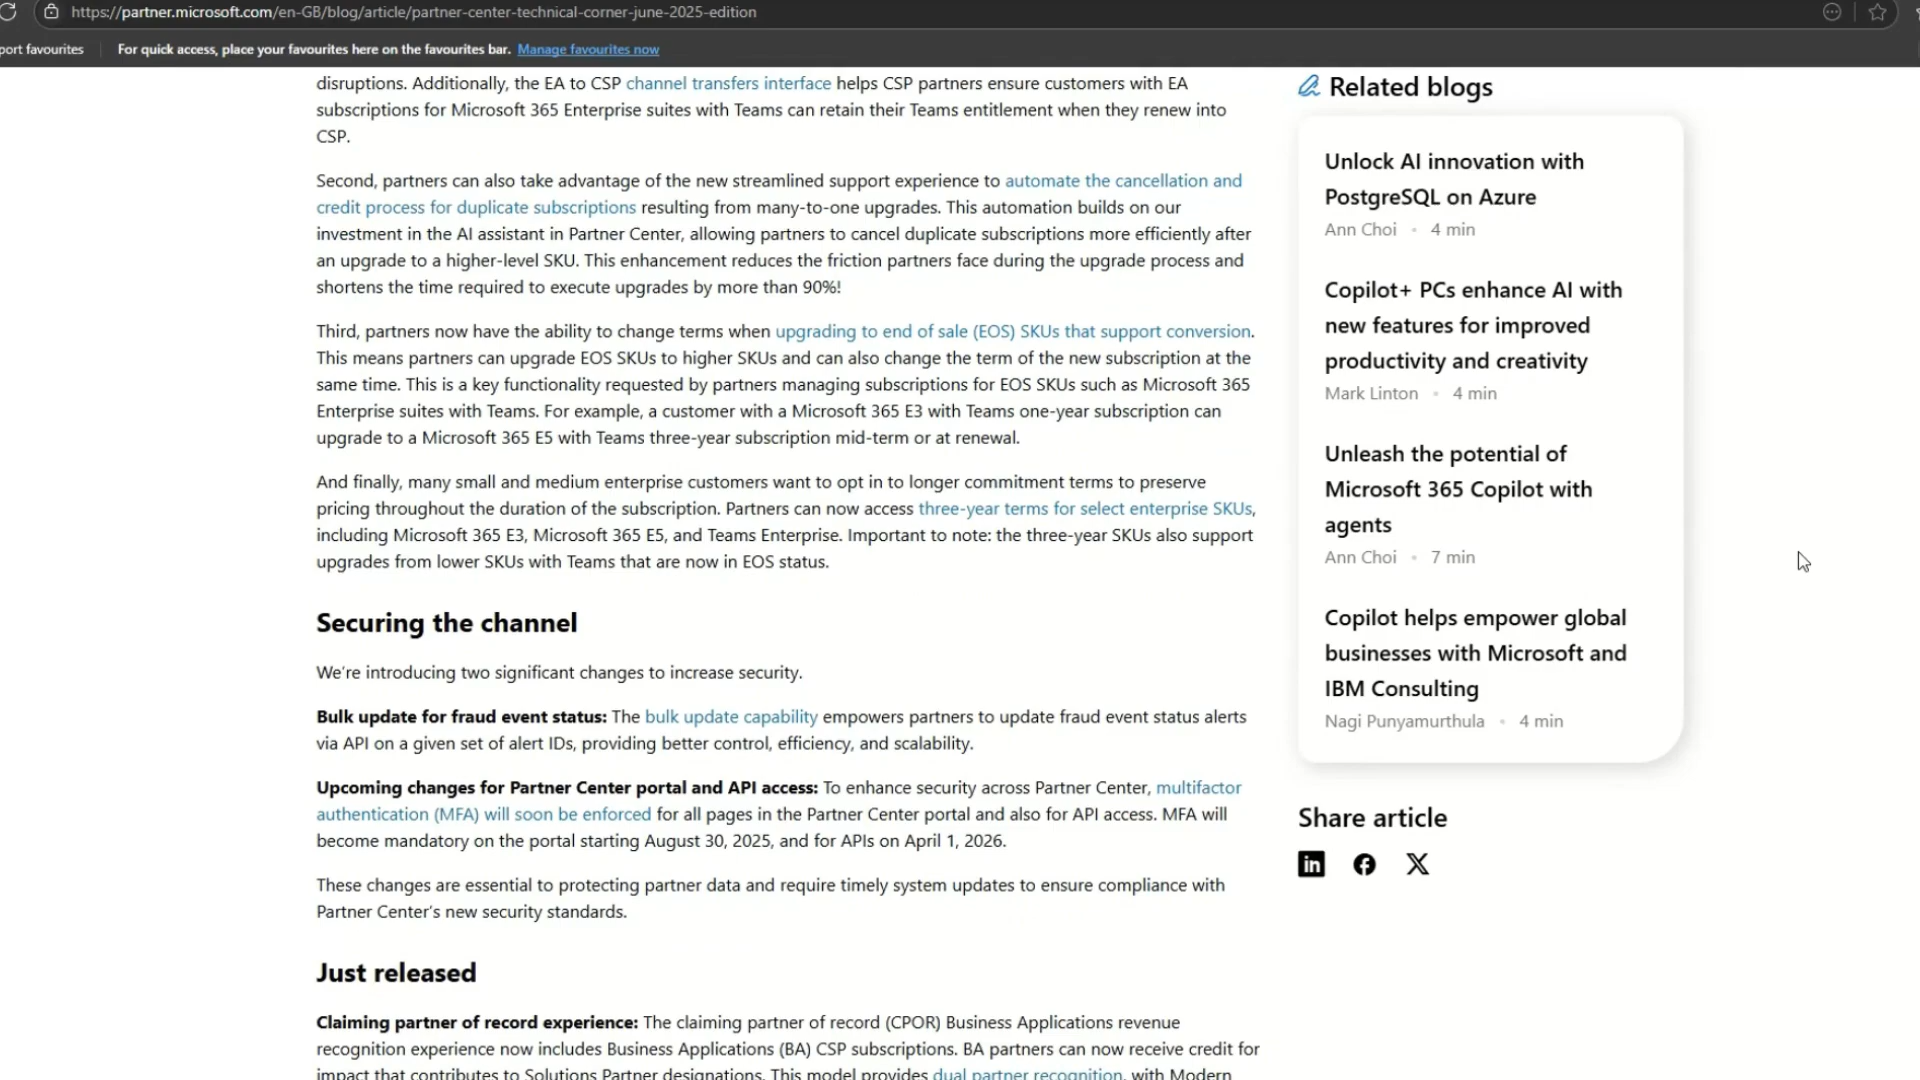 https://partner.microsoft.com/en-GB/blog/article/partner-center-technical-corner-june-2025-edition
port favourites
For quick access, place your favourites here on the favourites bar. Manage favourites now
disruptions. Additionally, the EA to CSP channel transfers interface helps CSP partners ensure customers with EA
subscriptions for Microsoft 365 Enterprise suites with Teams can retain their Teams entitlement when they renew into
CSP.
Second, partners can also take advantage of the new streamlined support experience to automate the cancellation and
credit process for duplicate subscriptions resulting from many-to-one upgrades. This automation builds on our
investment in the AI assistant in Partner Center, allowing partners to cancel duplicate subscriptions more efficiently after
an upgrade to a higher-level SKU. This enhancement reduces the friction partners face during the upgrade process and
shortens the time required to execute upgrades by more than 90%!
Third, partners now have the ability to change terms when upgrading to end of sale (EOS) SKUs that support conversion.
This means partners can upgrade EOS SKUs to higher SKUs and can also change the term of the new subscription at the
same time. This is a key functionality requested by partners managing subscriptions for EOS SKUs such as Microsoft 365
Enterprise suites with Teams. For example, a customer with a Microsoft 365 E3 with Teams one-year subscription can
upgrade to a Microsoft 365 E5 with Teams three-year subscription mid-term or at renewal.
And finally, many small and medium enterprise customers want to opt in to longer commitment terms to preserve
pricing throughout the duration of the subscription. Partners can now access three-year terms for select enterprise SKUs,
including Microsoft 365 E3, Microsoft 365 E5, and Teams Enterprise. Important to note: the three-year SKUs also support
upgrades from lower SKUs with Teams that are now in EOS status.
Securing the channel
We're introducing two significant changes to increase security.
Bulk update for fraud event status: The bulk update capability empowers partners to update fraud event status alerts
via API on a given set of alert IDs, providing better control, efficiency, and scalability.
Upcoming changes for Partner Center portal and API access: To enhance security across Partner Center, multifactor
authentication (MFA) will soon be enforced for all pages in the Partner Center portal and also for API access. MFA will
become mandatory on the portal starting August 30, 2025, and for APIs on April 1, 2026.
These changes are essential to protecting partner data and require timely system updates to ensure compliance with
Partner Center's new security standards.
Just released
Claiming partner of record experience: The claiming partner of record (CPOR) Business Applications revenue
recognition experience now includes Business Applications (BA) CSP subscriptions. BA partners can now receive credit for
impact that contributes to Solutions Partner designations. This model provides dual partner recognition, with Modern
Related blogs
Unlock AI innovation with
PostgreSQL on Azure
Ann Choi • 4 min
Copilot+ PCs enhance AI with
new features for improved
productivity and creativity
Mark Linton • 4 min
Unleash the potential of
Microsoft 365 Copilot with
agents
Ann Choi • 7 min
Copilot helps empower global
businesses with Microsoft and
IBM Consulting
Nagi Punyamurthula • 4 min
Share article